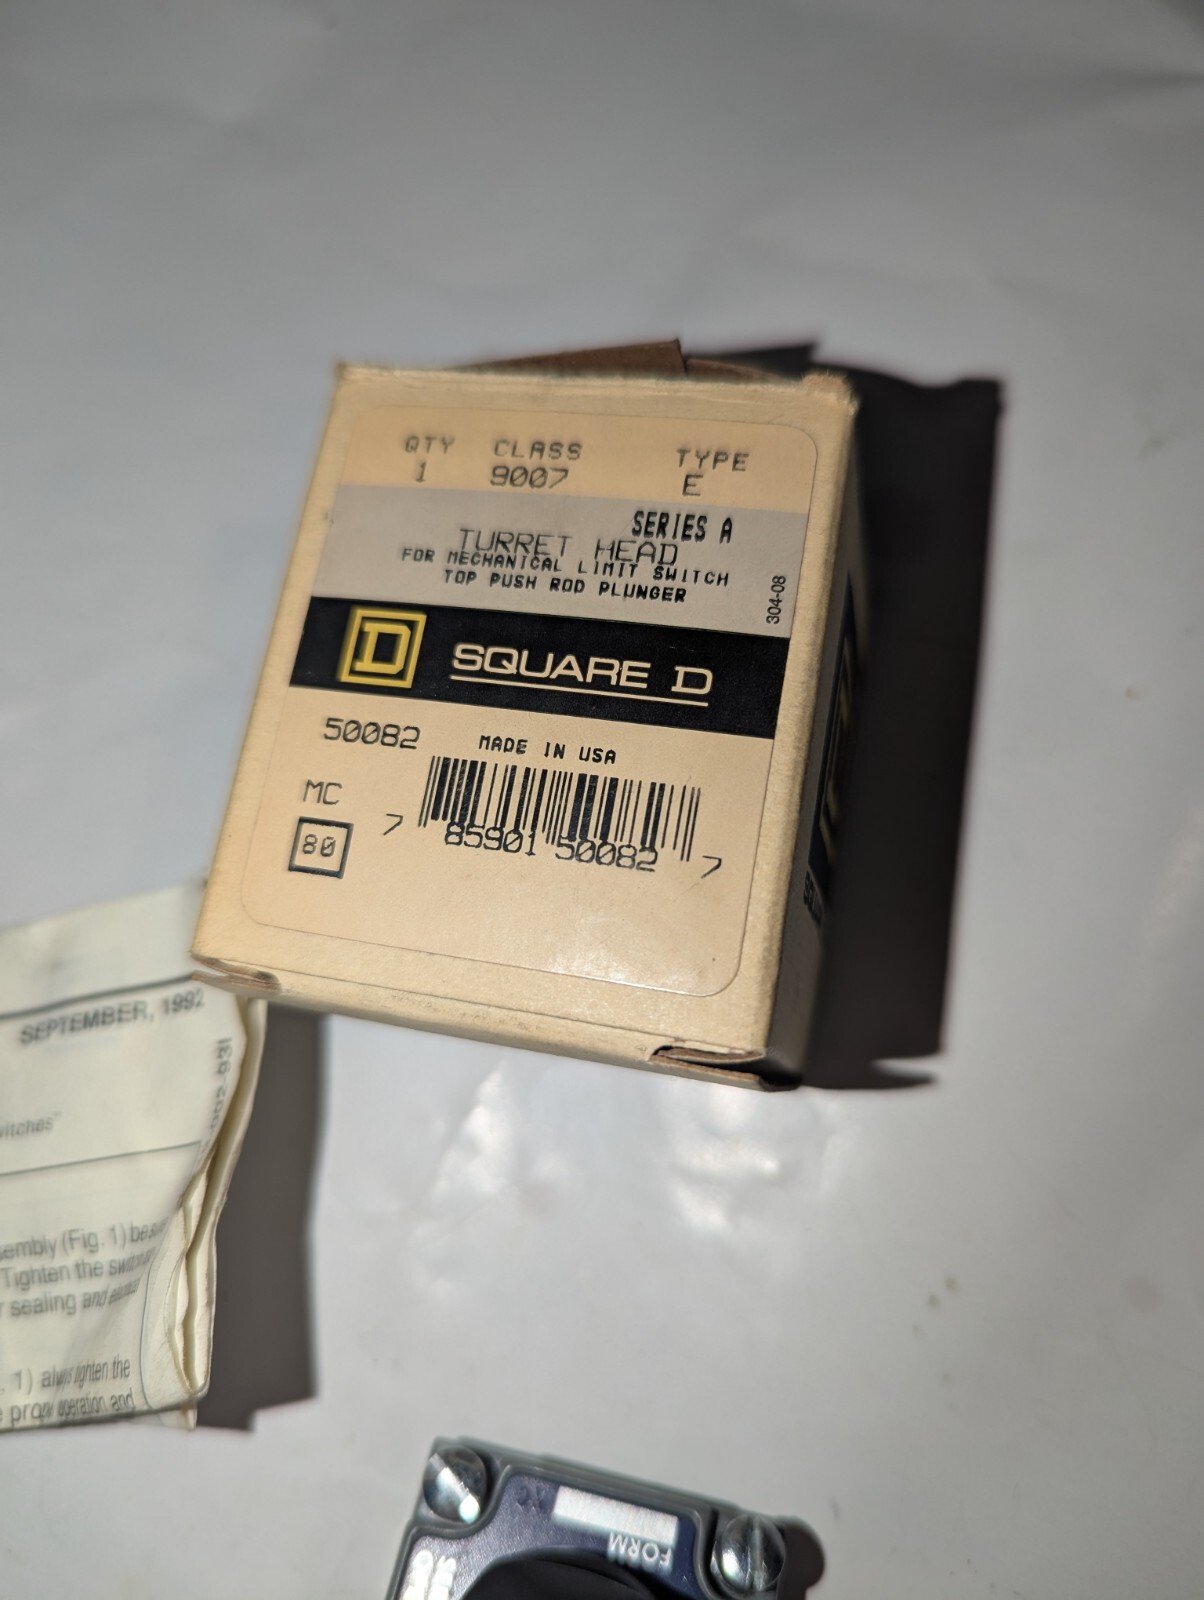 QTY CLASS TYPE
1 9007 E
SERIES A
TURRET HEAD
FOR MECHANICAL LIMIT SWITCH
TOP PUSH ROD PLUNGER
304-08
D SQUARE D
50082 MADE IN USA
MC
80
7 85901 50082 7
SEPTEMBER, 1992
witches"
sembly (Fig. 1) be
Tighten the
r sealing and
. 1) always tighten the
e proper operation and
FORM